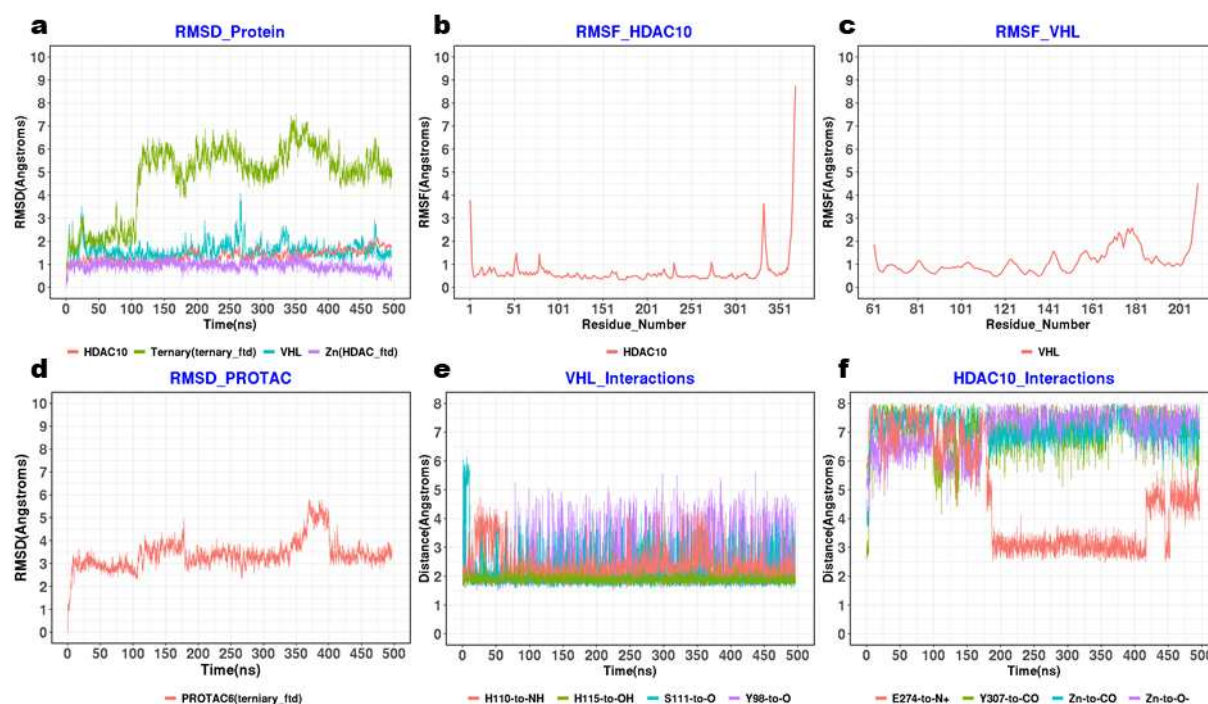 a
RMSD_Protein
RMSD(Angstroms)
10
9
8
7
6
5
4
3
2
1
0
0 50 100 150 200 250 300 350 400 450 500
Time(ns)
HDAC10 Ternary(ternary_ftd) VHL Zn(HDAC_ftd)
b
RMSF_HDAC10
RMSF(Angstroms)
10
9
8
7
6
5
4
3
2
1
0
1 51 101 151 201 251 301 351
Residue_Number
HDAC10
c
RMSF_VHL
RMSF(Angstroms)
10
9
8
7
6
5
4
3
2
1
0
61 81 101 121 141 161 181 201
Residue_Number
VHL
d
RMSD_PROTAC
RMSD(Angstroms)
10
9
8
7
6
5
4
3
2
1
0
0 50 100 150 200 250 300 350 400 450 500
Time(ns)
PROTAC6(terniary_ftd)
e
VHL_Interactions
Distance(Angstroms)
8
7
6
5
4
3
2
1
0
0 50 100 150 200 250 300 350 400 450 500
Time(ns)
H110-to-NH H115-to-OH S111-to-O Y98-to-O
f
HDAC10_Interactions
Distance(Angstroms)
8
7
6
5
4
3
2
1
0
0 50 100 150 200 250 300 350 400 450 500
Time(ns)
E274-to-N+ Y307-to-CO Zn-to-CO Zn-to-O-